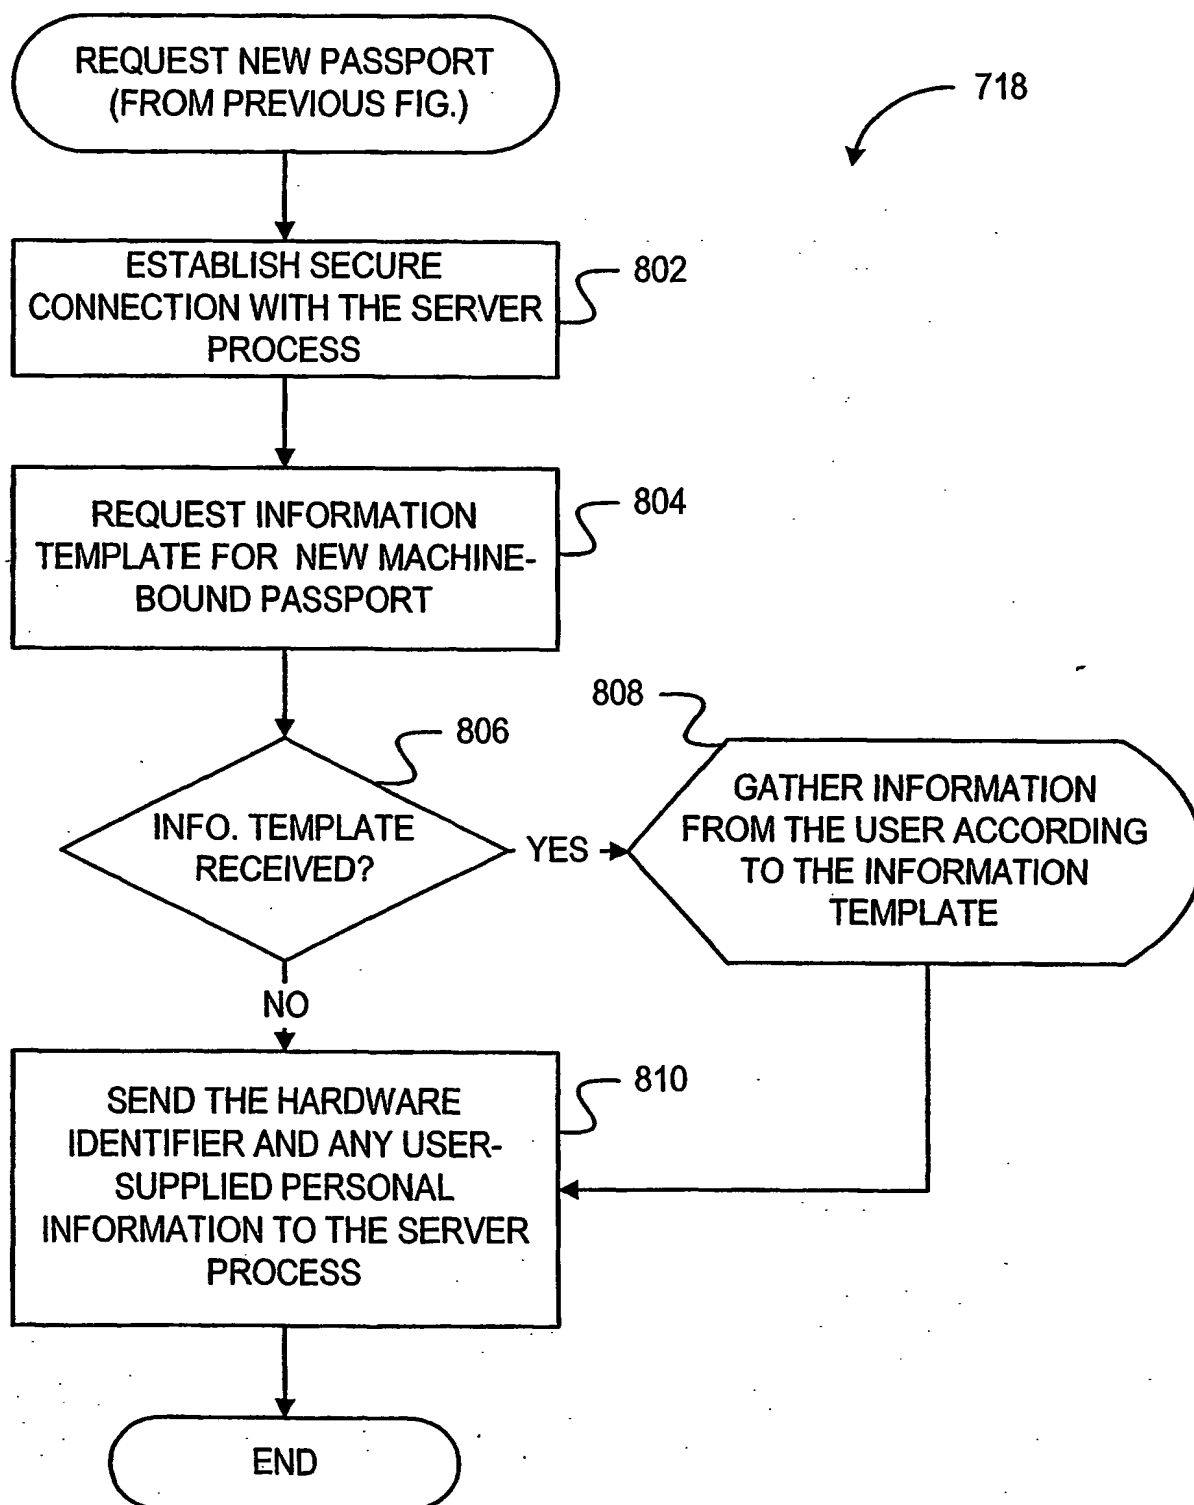 REQUEST NEW PASSPORT
(FROM PREVIOUS FIG.)
718
ESTABLISH SECURE
CONNECTION WITH THE SERVER
PROCESS
802
REQUEST INFORMATION
TEMPLATE FOR NEW MACHINE-
BOUND PASSPORT
804
INFO. TEMPLATE
RECEIVED?
806
YES
808
GATHER INFORMATION
FROM THE USER ACCORDING
TO THE INFORMATION
TEMPLATE
NO
SEND THE HARDWARE
IDENTIFIER AND ANY USER-
SUPPLIED PERSONAL
INFORMATION TO THE SERVER
PROCESS
810
END